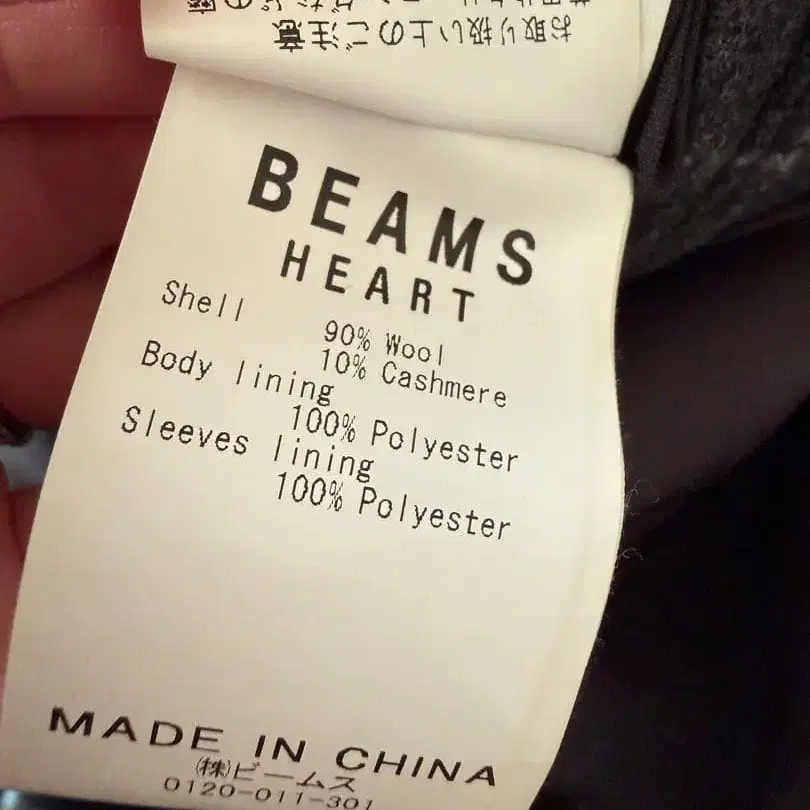 お取り扱い上のご注意
BEAMS
HEART
Shell
90% Wool
10% Cashmere
Body lining
100% Polyester
Sleeves lining
100% Polyester
MADE IN CHINA
(株)ビームス
0120-011-301